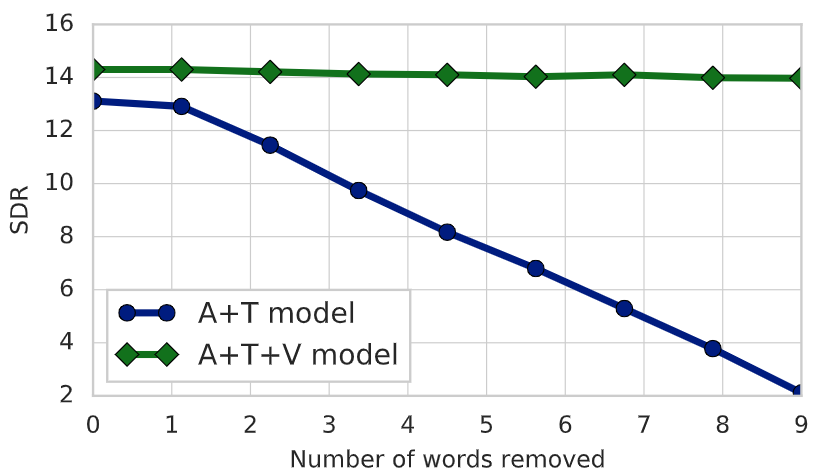 16
14
12
10
8
6
4
2
SDR
A+T model
A+T+V model
0 1 2 3 4 5 6 7 8 9
Number of words removed